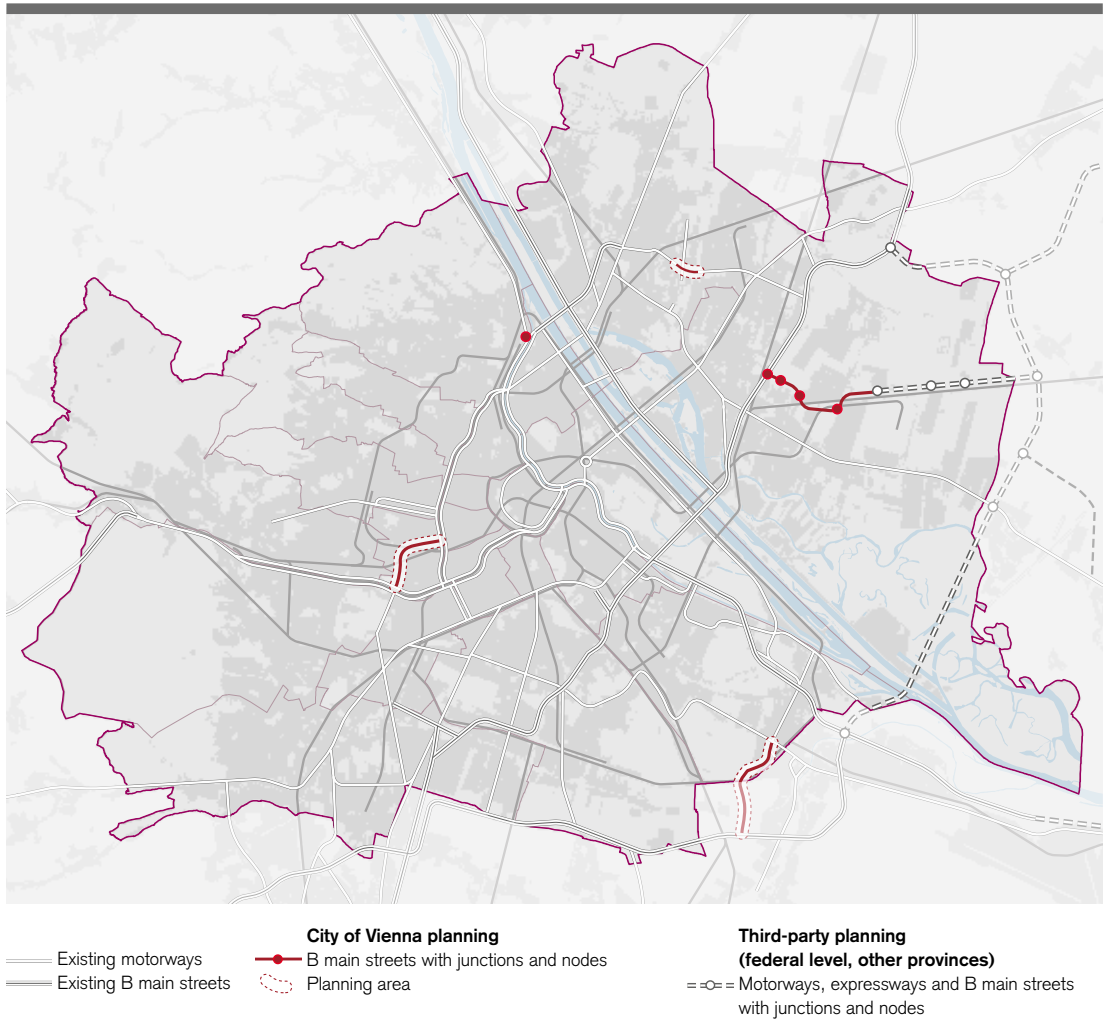 Existing motorways
Existing B main streets
City of Vienna planning
B main streets with junctions and nodes
Planning area
Third-party planning
(federal level, other provinces)
Motorways, expressways and B main streets
with junctions and nodes